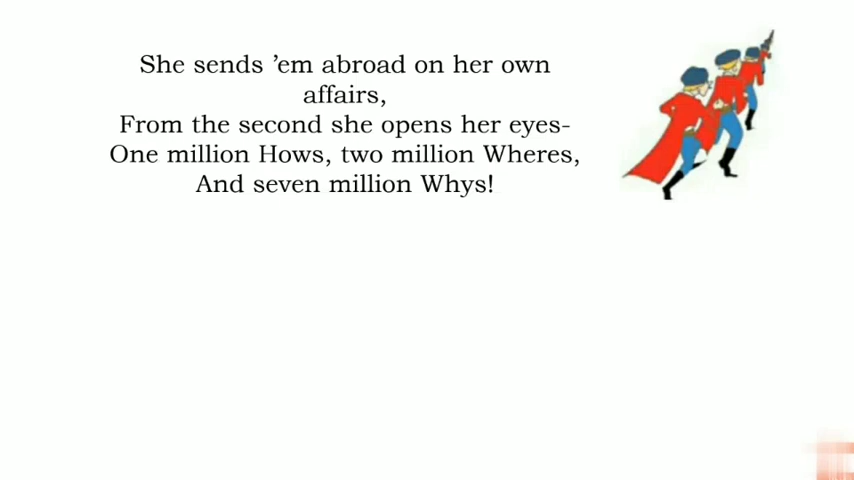 She sends ’em abroad on her own
affairs,
From the second she opens her eyes-
One million Hows, two million Wheres,
And seven million Whys!